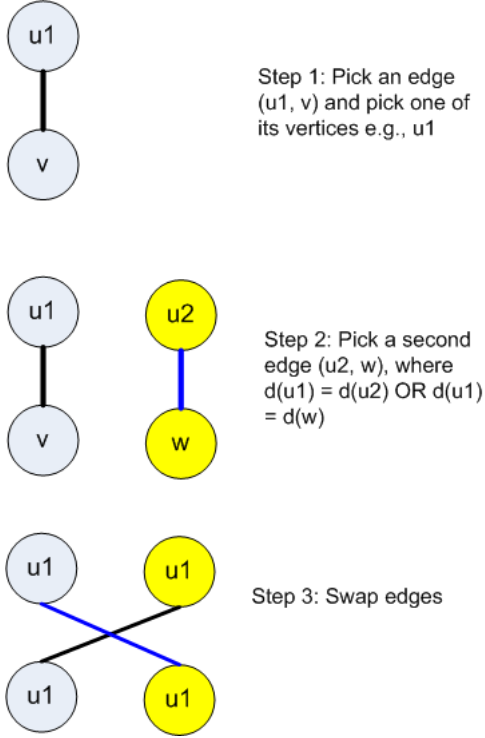 u1
Step 1: Pick an edge
(u1, v) and pick one of
its vertices e.g., u1
v
u1
u2
Step 2: Pick a second
edge (u2, w), where
d(u1) = d(u2) OR d(u1)
= d(w)
v
w
u1
u1
Step 3: Swap edges
u1
u1